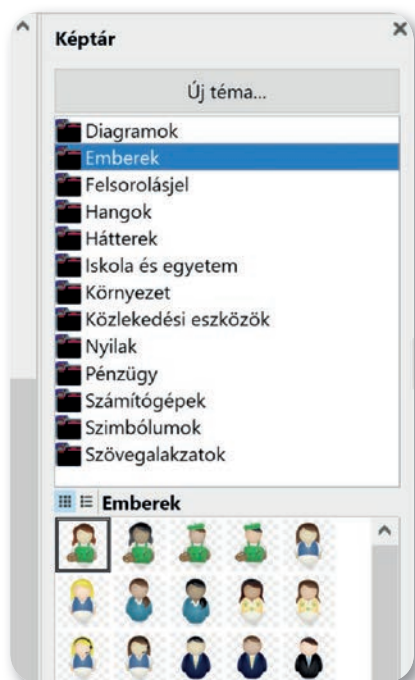 Képtár
Új téma...
Diagramok
Emberek
Felsorolásjel
Hangok
Hátterek
Iskola és egyetem
Környezet
Közlekedési eszközök
Nyilak
Pénzügy
Számítógépek
Szimbólumok
Szövegalakzatok
Emberek